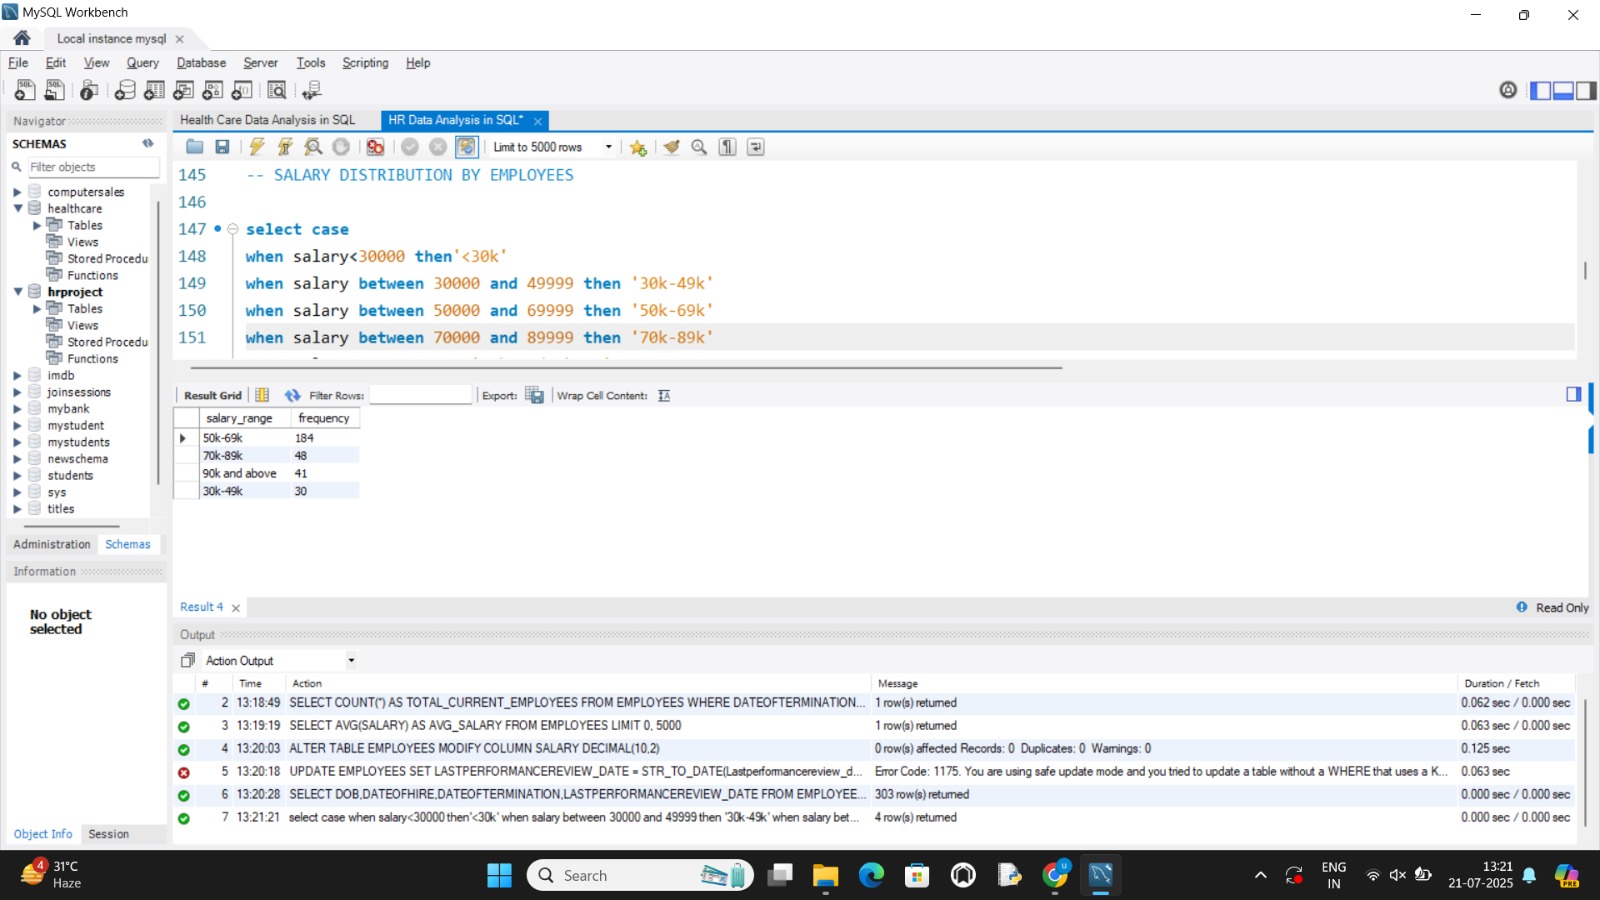 MySQL Workbench
Local instance mysql
File Edit View Query Database Server Tools Scripting Help
Navigator
SCHEMAS
Filter objects
computersales
healthcare
Tables
Views
Stored Procedu
Functions
hrproject
Tables
Views
Stored Procedu
Functions
imdb
joinsessions
mybank
mystudent
mystudents
newschema
students
sys
titles
Administration Schemas
Information
No object
selected
Object Info Session
Health Care Data Analysis in SQL HR Data Analysis in SQL*
Limit to 5000 rows
145 -- SALARY DISTRIBUTION BY EMPLOYEES
146
147 select case
148 when salary<30000 then'<30k'
149 when salary between 30000 and 49999 then '30k-49k'
150 when salary between 50000 and 69999 then '50k-69k'
151 when salary between 70000 and 89999 then '70k-89k'
Result Grid Filter Rows: Export: Wrap Cell Content:
salary_range frequency
50k-69k 184
70k-89k 48
90k and above 41
30k-49k 30
Result 4 Read Only
Output
Action Output
# Time Action Message Duration / Fetch
2 13:18:49 SELECT COUNT(*) AS TOTAL_CURRENT_EMPLOYEES FROM EMPLOYEES WHERE DATEOFTERMINATION... 1 row(s) returned 0.062 sec / 0.000 sec
3 13:19:19 SELECT AVG(SALARY) AS AVG_SALARY FROM EMPLOYEES LIMIT 0, 5000 1 row(s) returned 0.063 sec / 0.000 sec
4 13:20:03 ALTER TABLE EMPLOYEES MODIFY COLUMN SALARY DECIMAL(10,2) 0 row(s) affected Records: 0 Duplicates: 0 Warnings: 0 0.125 sec
5 13:20:18 UPDATE EMPLOYEES SET LASTPERFORMANCEREVIEW_DATE = STR_TO_DATE(Lastperformancereview_d... Error Code: 1175. You are using safe update mode and you tried to update a table without a WHERE that uses a K... 0.063 sec
6 13:20:28 SELECT DOB,DATEOFHIRE,DATEOFTERMINATION,LASTPERFORMANCEREVIEW_DATE FROM EMPLOYEE... 303 row(s) returned 0.000 sec / 0.000 sec
7 13:21:21 select case when salary<30000 then'<30k' when salary between 30000 and 49999 then '30k-49k' when salary bet... 4 row(s) returned 0.000 sec / 0.000 sec
4
31°C
Haze
Search
ENG
IN
13:21
21-07-2025
PRE